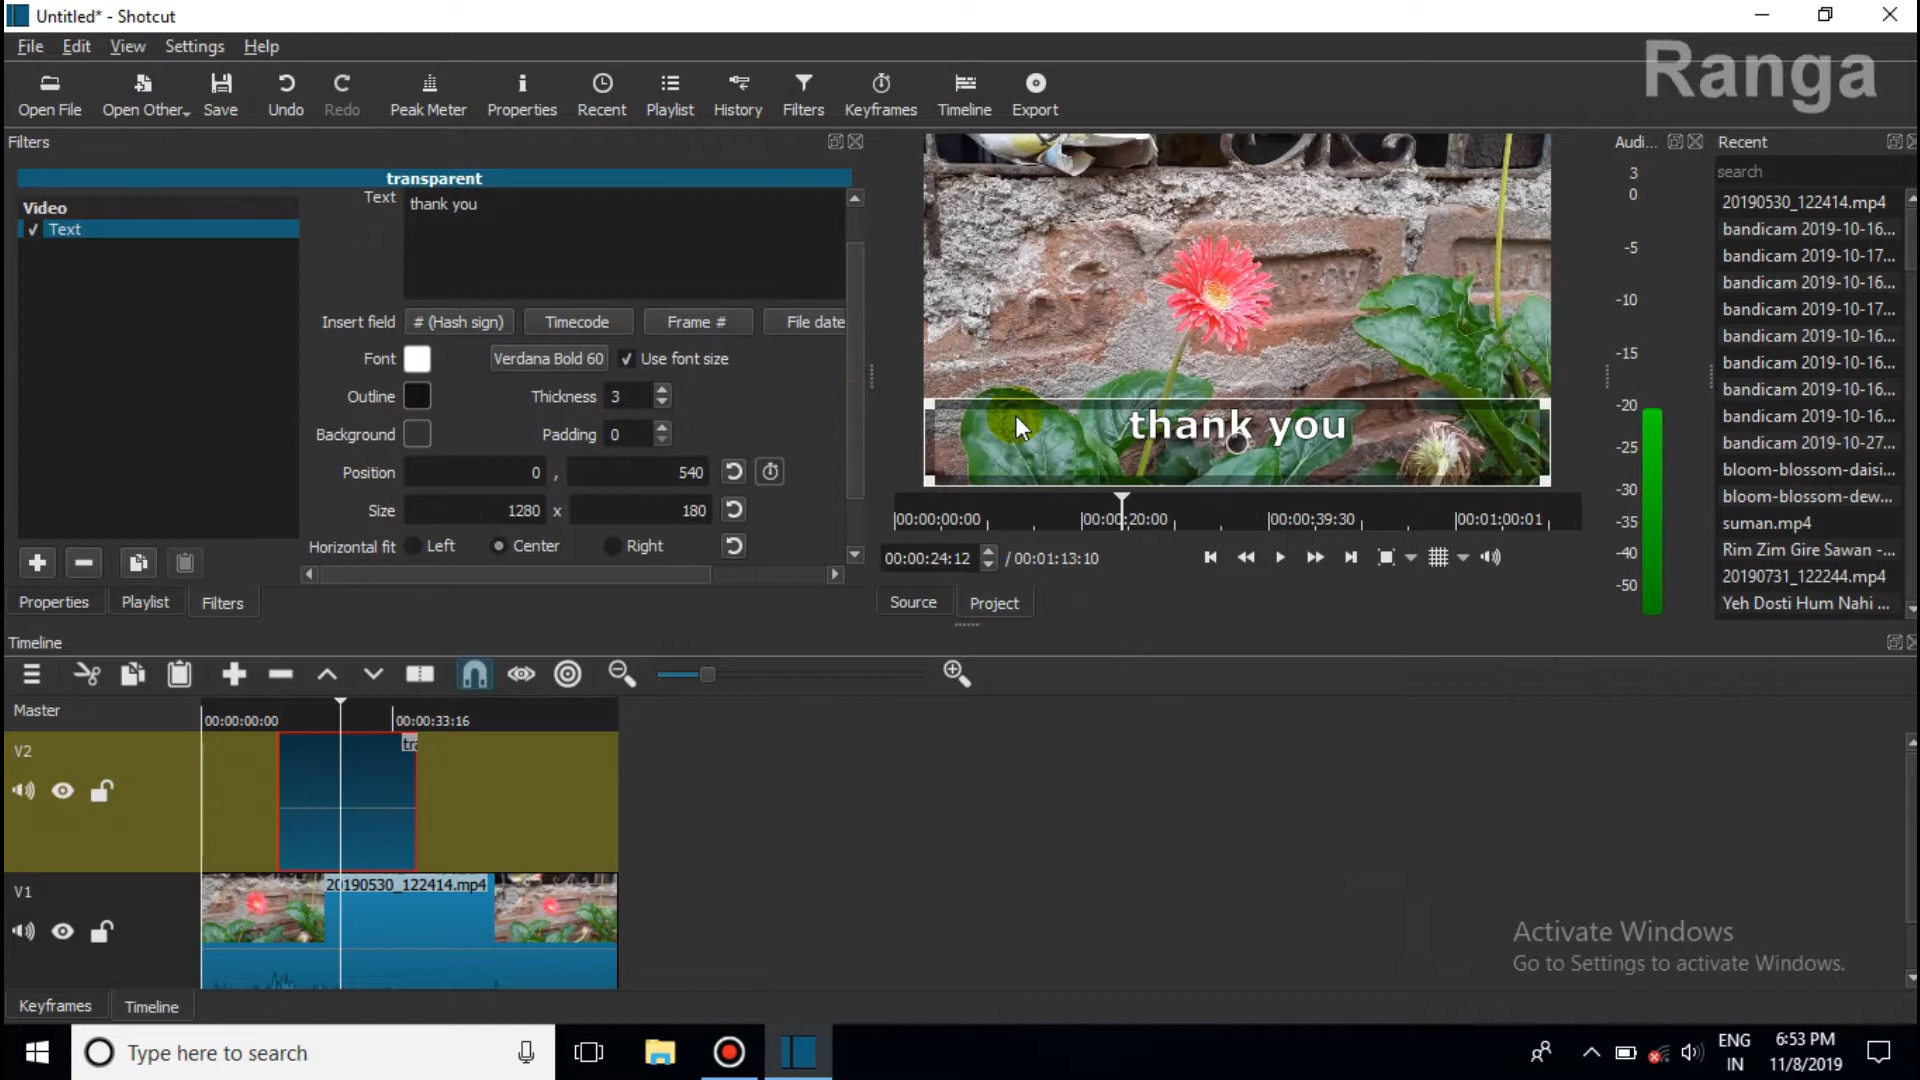 Untitled* - Shotcut
File Edit View Settings Help
Ranga
Open File Open Other... Save Undo Redo Peak Meter Properties Recent Playlist History Filters Keyframes Timeline Export
Filters
transparent
Video
Text
Text thank you
Insert field # (Hash sign) Timecode Frame # File date
Font Verdana Bold 60 Use font size
Outline Thickness 3
Background Padding 0
Position 0 , 540
Size 1280 x 180
Horizontal fit Left Center Right
Properties Playlist Filters
thank you
00:00:00:00 00:00:20:00 00:00:39:30 00:01:00:01
00:00:24:12 / 00:01:13:10
Source Project
Audi...
3
0
-5
-10
-15
-20
-25
-30
-35
-40
-50
Recent
search
20190530_122414.mp4
bandicam 2019-10-16...
bandicam 2019-10-17...
bandicam 2019-10-16...
bandicam 2019-10-17...
bandicam 2019-10-16...
bandicam 2019-10-16...
bandicam 2019-10-16...
bandicam 2019-10-16...
bandicam 2019-10-27...
bloom-blossom-daisi...
bloom-blossom-dew...
suman.mp4
Rim Zim Gire Sawan -...
20190731_122244.mp4
Yeh Dosti Hum Nahi ...
Timeline
Master
00:00:00:00 00:00:33:16
V2
tra
V1
20190530_122414.mp4
Activate Windows
Go to Settings to activate Windows.
Keyframes Timeline
Type here to search
ENG
IN
6:53 PM
11/8/2019